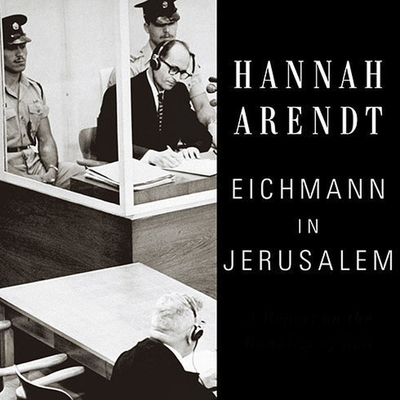 HANNAH
ARENDT
EICHMANN
IN
JERUSALEM